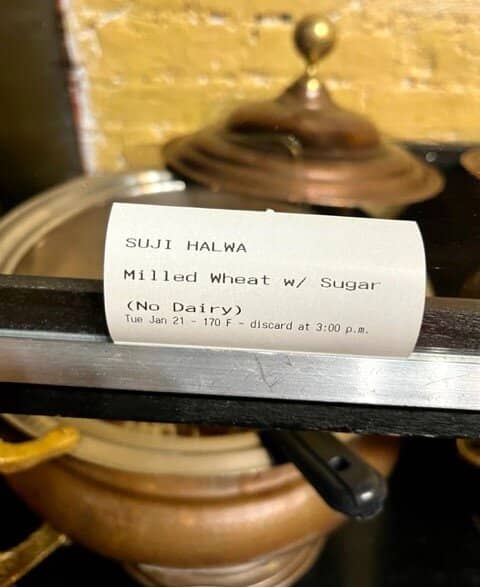 SUJI HALWA
Milled Wheat w/ Sugar
(No Dairy)
Tue Jan 21 - 170 F - discard at 3:00 p.m.